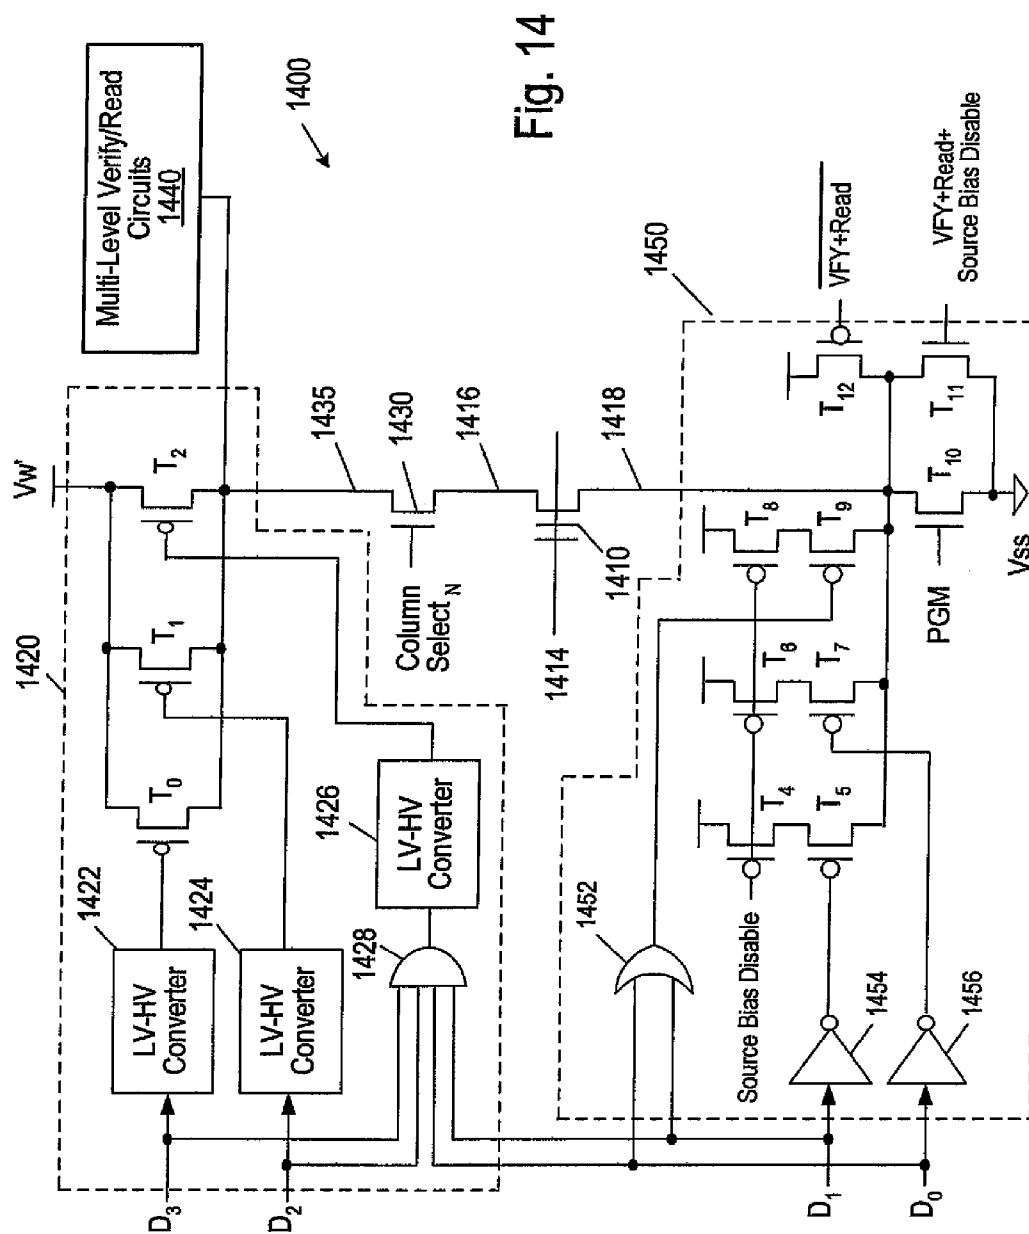 Fig. 14
1400
Multi-Level Verify/Read
Circuits
1440
Vw'
1420
T0
T1
T2
1422
LV-HV
Converter
1424
LV-HV
Converter
1426
LV-HV
Converter
1428
D3
D2
1435
1430
Column
Select N
1416
1410
1414
1418
1450
VFY+Read
VFY+Read+
Source Bias Disable
T12
T11
T10
PGM
Vss
T8
T9
T6
T7
T4
T5
Source Bias Disable
1452
1454
1456
D1
D0